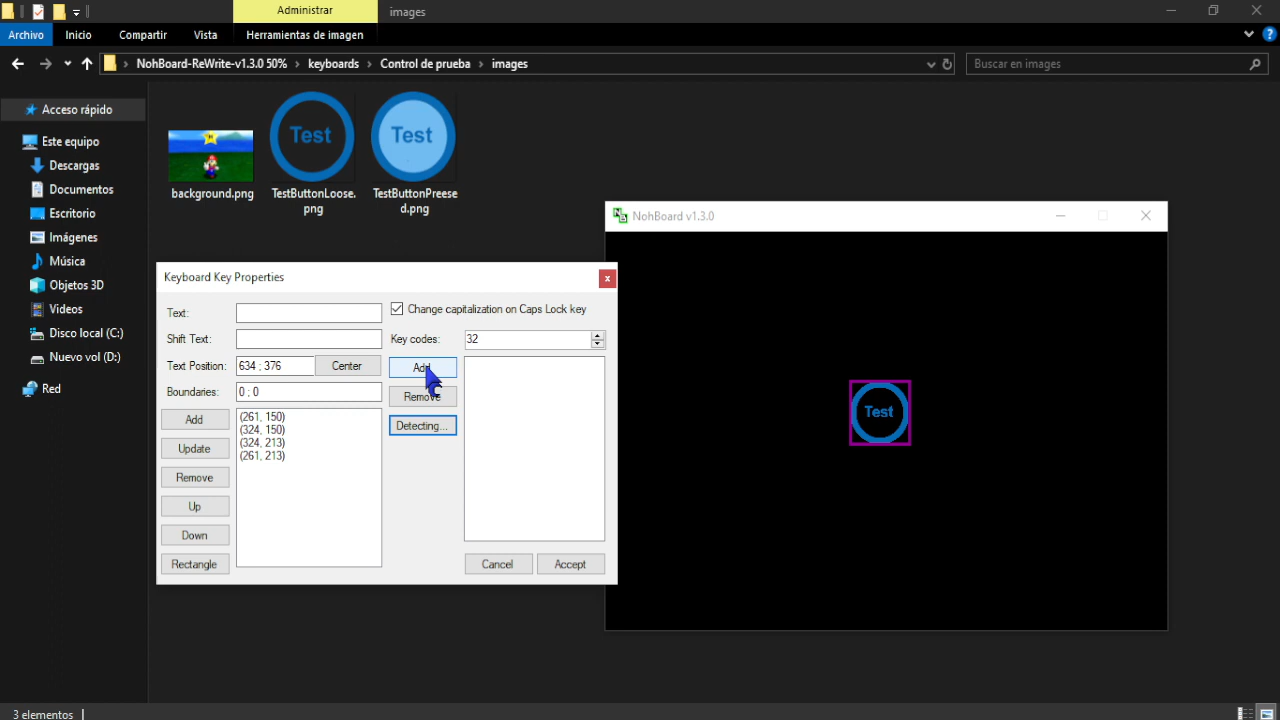 Administrar
images
Archivo
Inicio
Compartir
Vista
Herramientas de imagen
NohBoard-ReWrite-v1.3.0 50% › keyboards › Control de prueba › images
Buscar en images
Acceso rápido
Este equipo
Descargas
Documentos
Escritorio
Imágenes
Música
Objetos 3D
Videos
Disco local (C:)
Nuevo vol (D:)
Red
Test
Test
background.png
TestButtonLoose.
png
TestButtonPreese
d.png
NohBoard v1.3.0
Test
Keyboard Key Properties
Text:
Change capitalization on Caps Lock key
Shift Text:
Key codes:
32
Text Position:
634 ; 376
Center
Add
Boundaries:
0 ; 0
Remove
Add
(261, 150)
(324, 150)
(324, 213)
(261, 213)
Detecting...
Update
Remove
Up
Down
Rectangle
Cancel
Accept
3 elementos